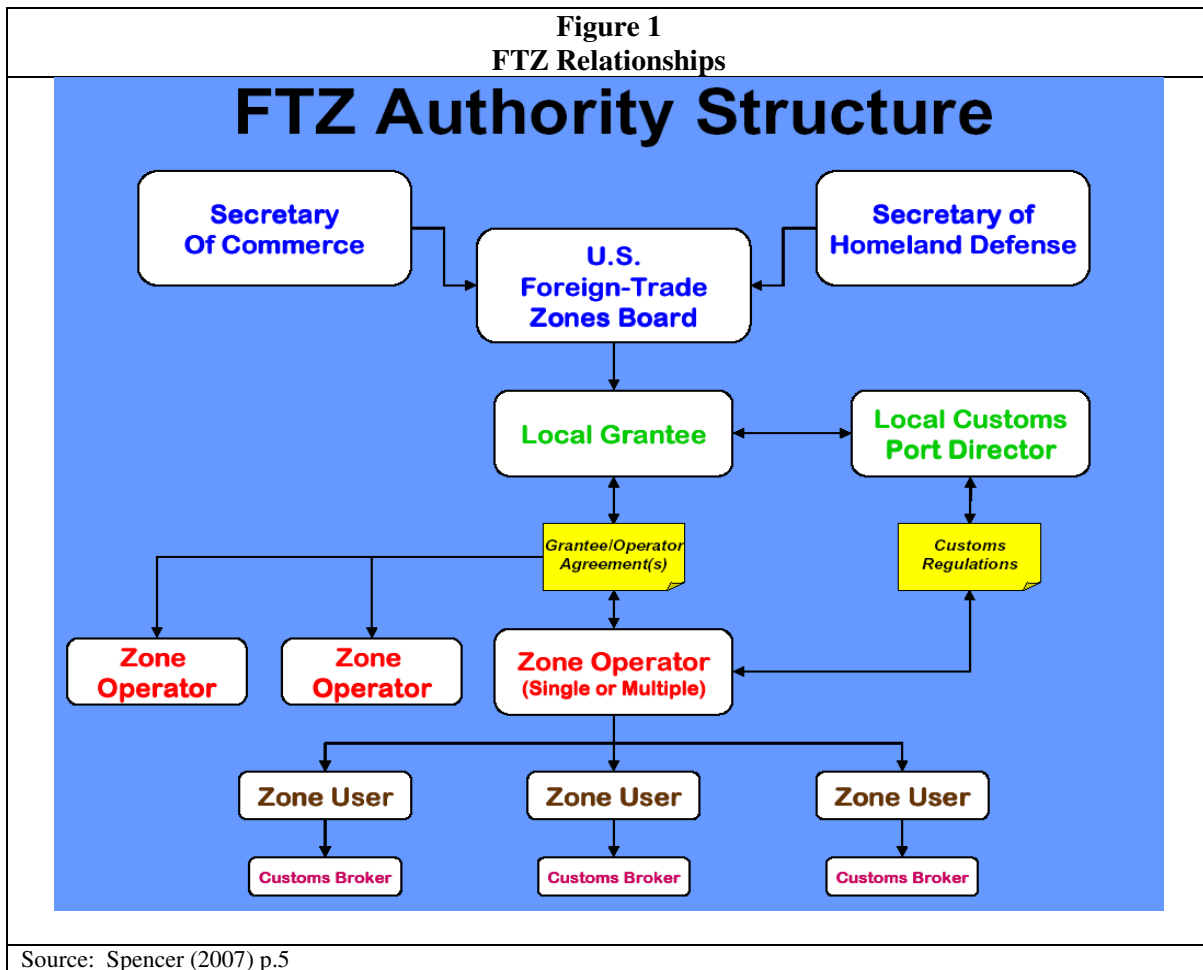 Figure 1
FTZ Relationships
FTZ Authority Structure
Secretary
Of Commerce
Secretary of
Homeland Defense
U.S.
Foreign-Trade
Zones Board
Local Grantee
Local Customs
Port Director
Grantee/Operator
Agreement(s)
Customs
Regulations
Zone
Operator
Zone
Operator
Zone Operator
(Single or Multiple)
Zone User
Zone User
Zone User
Customs Broker
Customs Broker
Customs Broker
Source:  Spencer (2007) p.5